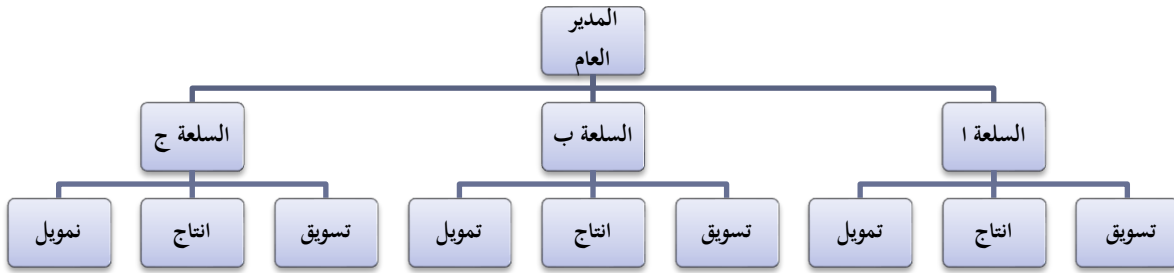 المدير
العام
السلعة ا
السلعة ب
السلعة ج
تسويق
انتاج
تمويل
تسويق
انتاج
تمويل
تسويق
انتاج
نمويل